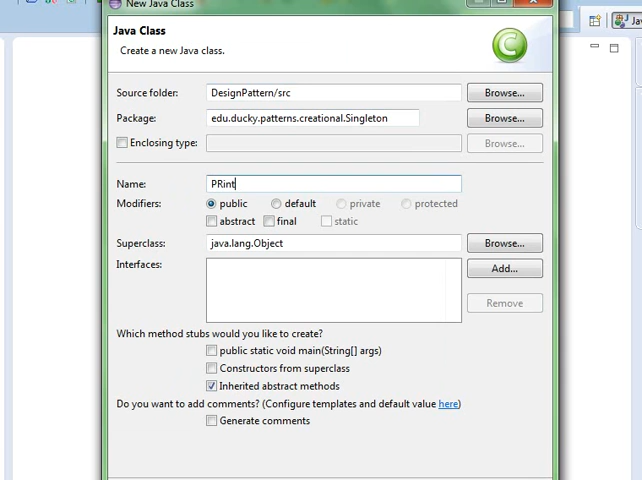 New Java Class
Jav
Java Class
Create a new Java class.
Source folder: DesignPattern/src Browse...
Package: edu.ducky.patterns.creational.Singleton Browse...
Enclosing type: Browse...
Name: PRint
Modifiers: public default private protected
abstract final static
Superclass: java.lang.Object Browse...
Interfaces: Add...
Remove
Which method stubs would you like to create?
public static void main(String[] args)
Constructors from superclass
Inherited abstract methods
Do you want to add comments? (Configure templates and default value here)
Generate comments